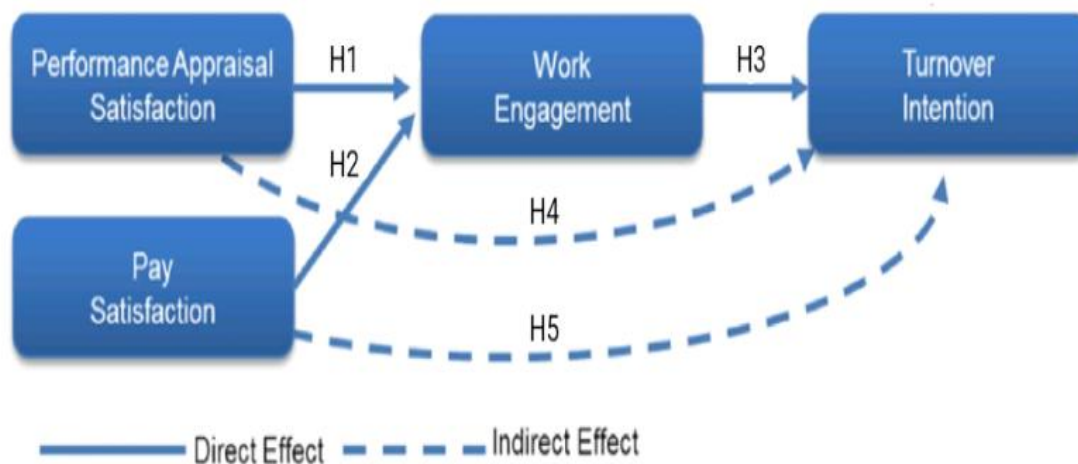 Performance Appraisal
Satisfaction
H1
Work
Engagement
H3
Turnover
Intention
H2
H4
Pay
Satisfaction
H5
Direct Effect
Indirect Effect